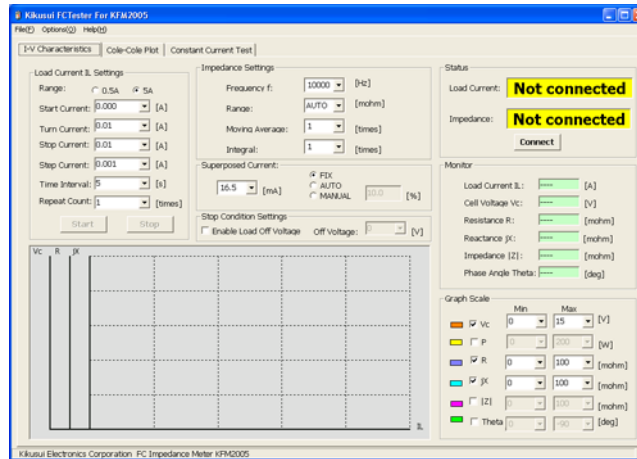 Kikusui FCTester For KFM2005
File(F) Options(O) Help(H)
I-V Characteristics Cole-Cole Plot Constant Current Test
Load Current IL Settings
Range: 0.5A 5A
Start Current: 0.000 [A]
Turn Current: 0.01 [A]
Stop Current: 0.01 [A]
Step Current: 0.001 [A]
Time Interval: 5 [s]
Repeat Count: 1 [times]
Start Stop
Impedance Settings
Frequency f: 10000 [Hz]
Range: AUTO [mohm]
Moving Average: 1 [times]
Integral: 1 [times]
Superposed Current:
16.5 [mA]
FIX
AUTO
MANUAL 10.0 [%]
Stop Condition Settings
Enable Load Off Voltage Off Voltage: 0 [V]
Status
Load Current: Not connected
Impedance: Not connected
Connect
Monitor
Load Current IL: ---- [A]
Cell Voltage Vc: ---- [V]
Resistance R: ---- [mohm]
Reactance jX: ---- [mohm]
Impedance |Z|: ---- [mohm]
Phase Angle Theta: ---- [deg]
Vc R jX
IL
Graph Scale
Min Max
Vc 0 15 [V]
P 0 200 [W]
R 0 100 [mohm]
jX 0 100 [mohm]
|Z| 0 100 [mohm]
Theta 0 -90 [deg]
Kikusui Electronics Corporation FC Impedance Meter KFM2005